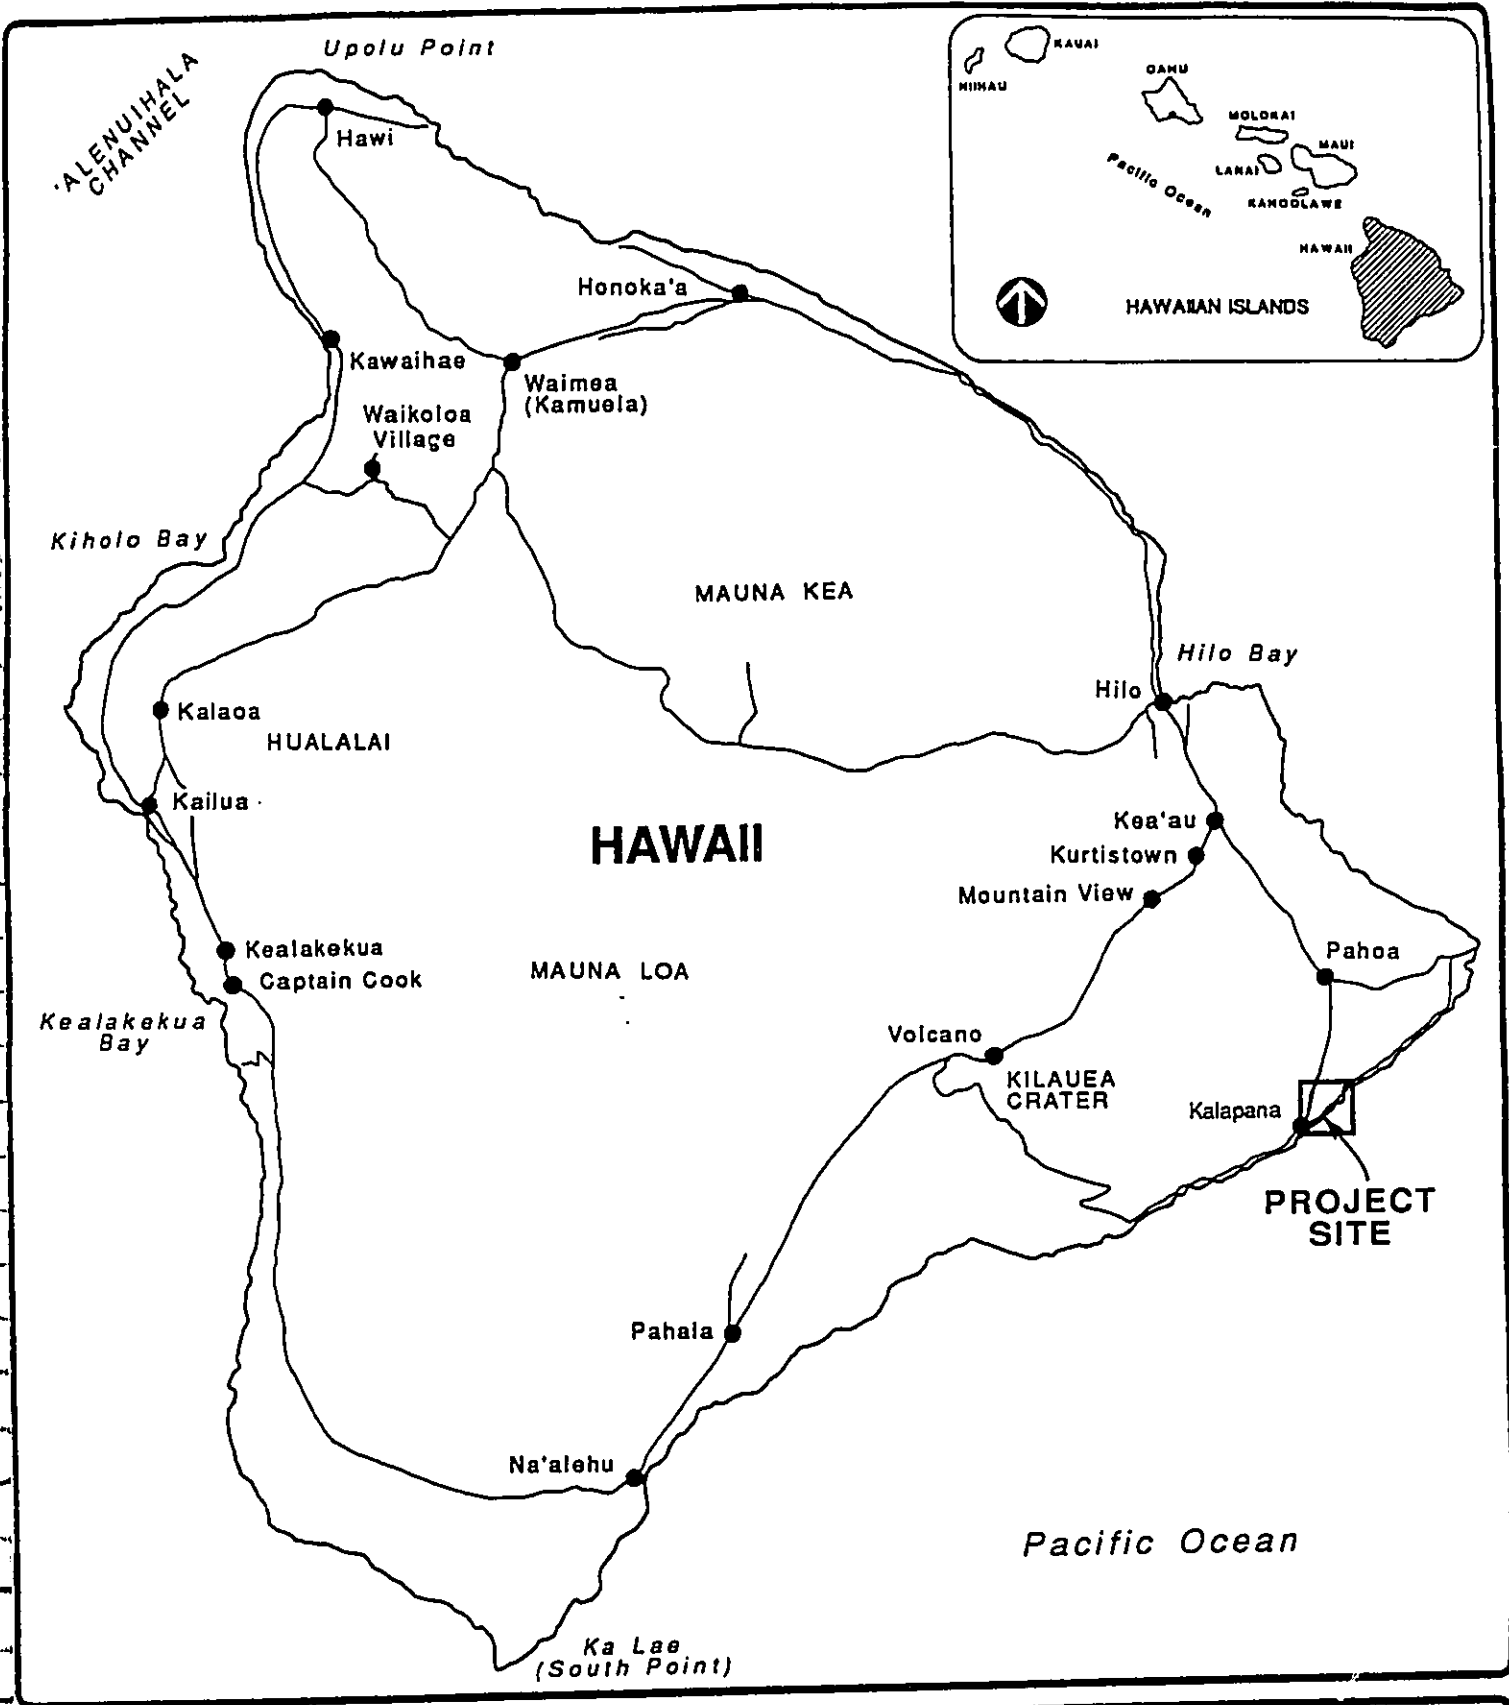 Upolu Point
'ALENUIHALA
CHANNEL
Hawi
KAUAI
NIIHAU
OAHU
MOLOKAI
MAUI
LANAI
KAHOOLAWE
Pacific Ocean
HAWAII
HAWAIIAN ISLANDS
Honoka'a
Kawaihae
Waimea
(Kamuela)
Waikoloa
Village
Kiholo Bay
MAUNA KEA
Hilo Bay
Hilo
Kalaoa
HUALALAI
Kailua
HAWAII
Kea'au
Kurtistown
Mountain View
Kealakekua
Captain Cook
MAUNA LOA
Pahoa
Kealakekua
Bay
Volcano
KILAUEA
CRATER
Kalapana
PROJECT
SITE
Pahala
Na'alehu
Pacific Ocean
Ka Lae
(South Point)